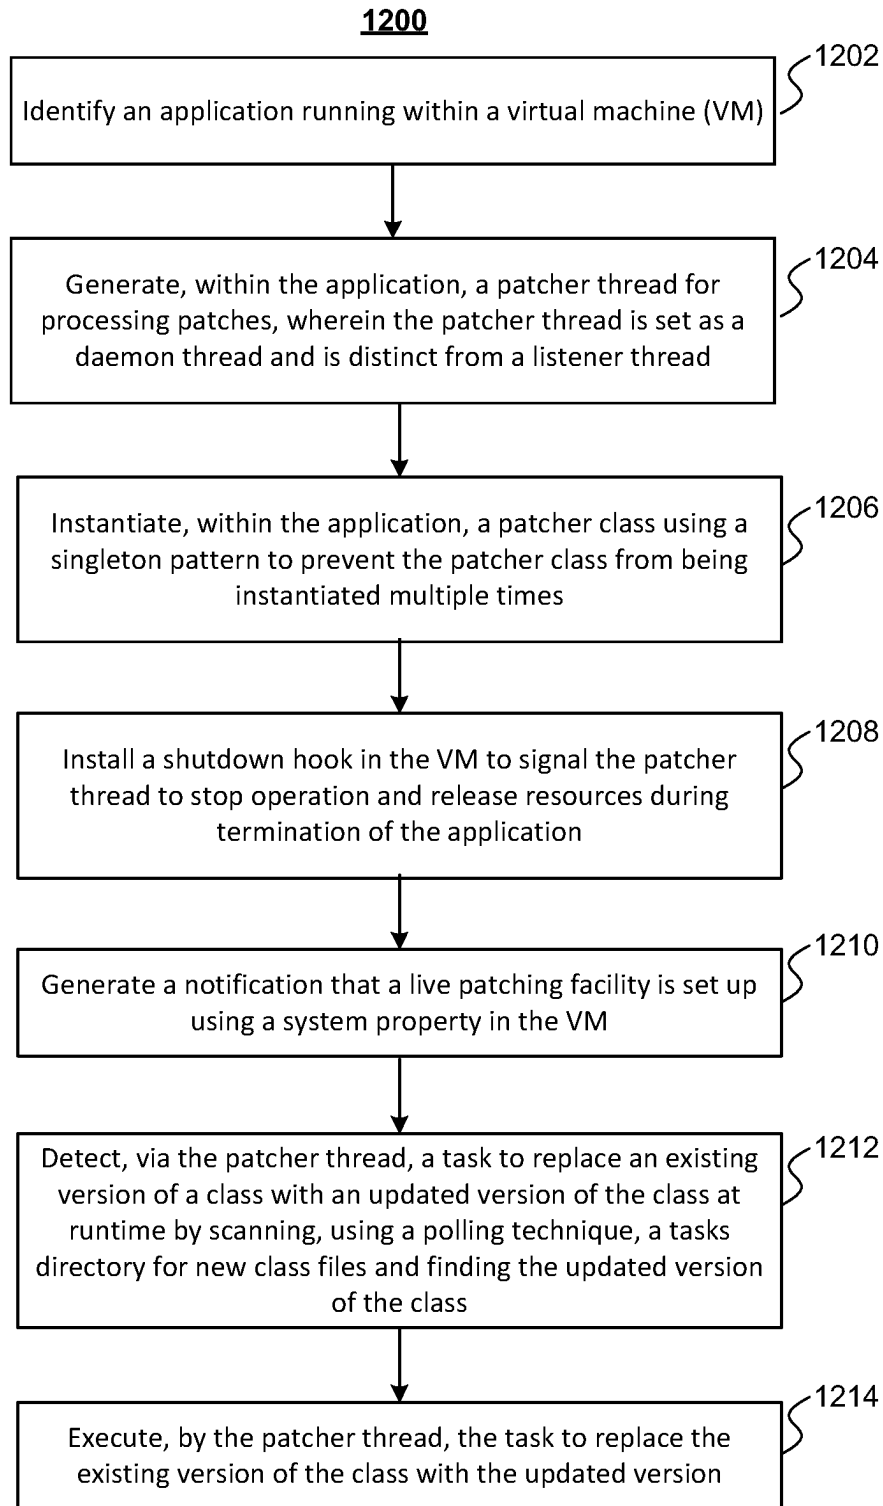 1200
1202
Identify an application running within a virtual machine (VM)
1204
Generate, within the application, a patcher thread for
processing patches, wherein the patcher thread is set as a
daemon thread and is distinct from a listener thread
1206
Instantiate, within the application, a patcher class using a
singleton pattern to prevent the patcher class from being
instantiated multiple times
1208
Install a shutdown hook in the VM to signal the patcher
thread to stop operation and release resources during
termination of the application
1210
Generate a notification that a live patching facility is set up
using a system property in the VM
1212
Detect, via the patcher thread, a task to replace an existing
version of a class with an updated version of the class at
runtime by scanning, using a polling technique, a tasks
directory for new class files and finding the updated version
of the class
1214
Execute, by the patcher thread, the task to replace the
existing version of the class with the updated version